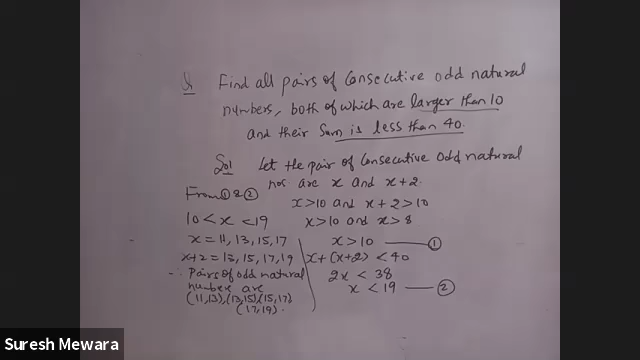 Q Find all pairs of consecutive odd natural
numbers, both of which are larger than 10
and their sum is less than 40.
Sol Let the pair of consecutive odd natural
nos. are x and x+2.
x>10 and x+2>10
x>10 and x>8
x>10 — ①
x+(x+2) < 40
2x < 38
x < 19 — ②
From ① & ②
10 < x < 19
x = 11, 13, 15, 17
x+2 = 13, 15, 17, 19
∴ Pairs of odd natural
numbers are
(11,13), (13,15), (15,17)
(17,19).
Suresh Mewara